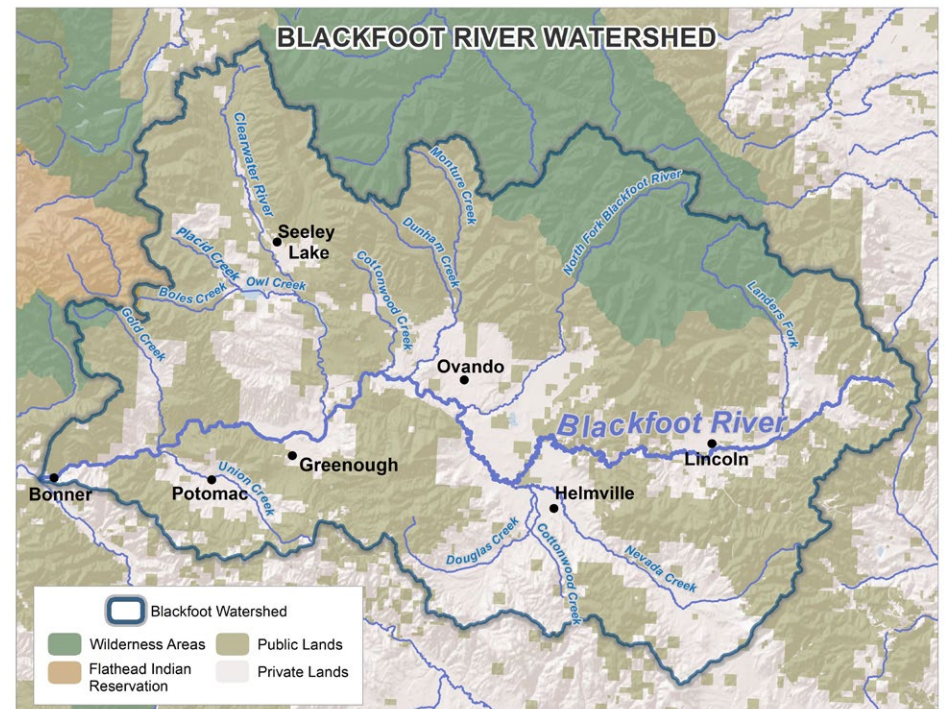 BLACKFOOT RIVER WATERSHED
Clearwater River
Monture Creek
North Fork Blackfoot River
Dunham Creek
Seeley
Lake
Placid Creek
Cottonwood Creek
Owl Creek
Boles Creek
Landers Fork
Gold Creek
Ovando
Blackfoot River
Lincoln
Greenough
Union Creek
Bonner
Potomac
Helmville
Douglas Creek
Cottonwood Creek
Nevada Creek
Blackfoot Watershed
Wilderness Areas
Public Lands
Flathead Indian
Reservation
Private Lands